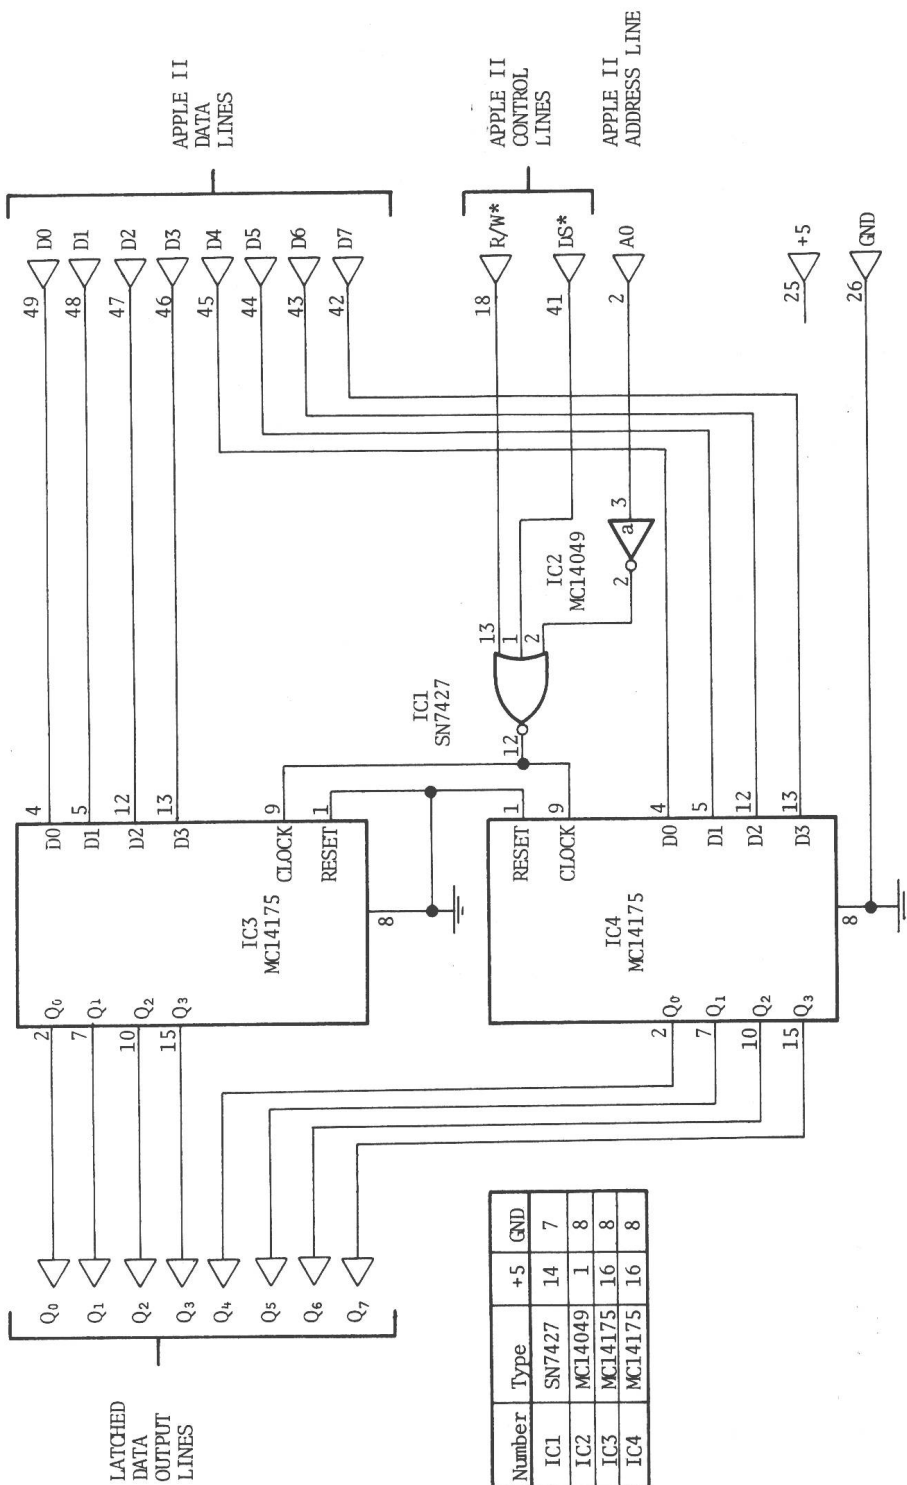 APPLE II
DATA
LINES
APPLE II
CONTROL
LINES
APPLE II
ADDRESS LINE
49 D0
48 D1
47 D2
46 D3
45 D4
44 D5
43 D6
42 D7
18 R/W*
41 DS*
2 A0
25 +5
26 GND
IC2
MC14049
a
3
2
IC1
SN7427
13
1
2
12
4
5
12
13
9
1
D0
D1
D2
D3
CLOCK
RESET
IC3
MC14175
8
Q0
Q1
Q2
Q3
2
7
10
15
1
9
4
5
12
13
RESET
CLOCK
D0
D1
D2
D3
IC4
MC14175
8
Q0
Q1
Q2
Q3
2
7
10
15
Q0
Q1
Q2
Q3
Q4
Q5
Q6
Q7
LATCHED
DATA
OUTPUT
LINES
Number Type +5 GND
IC1 SN7427 14 7
IC2 MC14049 1 8
IC3 MC14175 16 8
IC4 MC14175 16 8